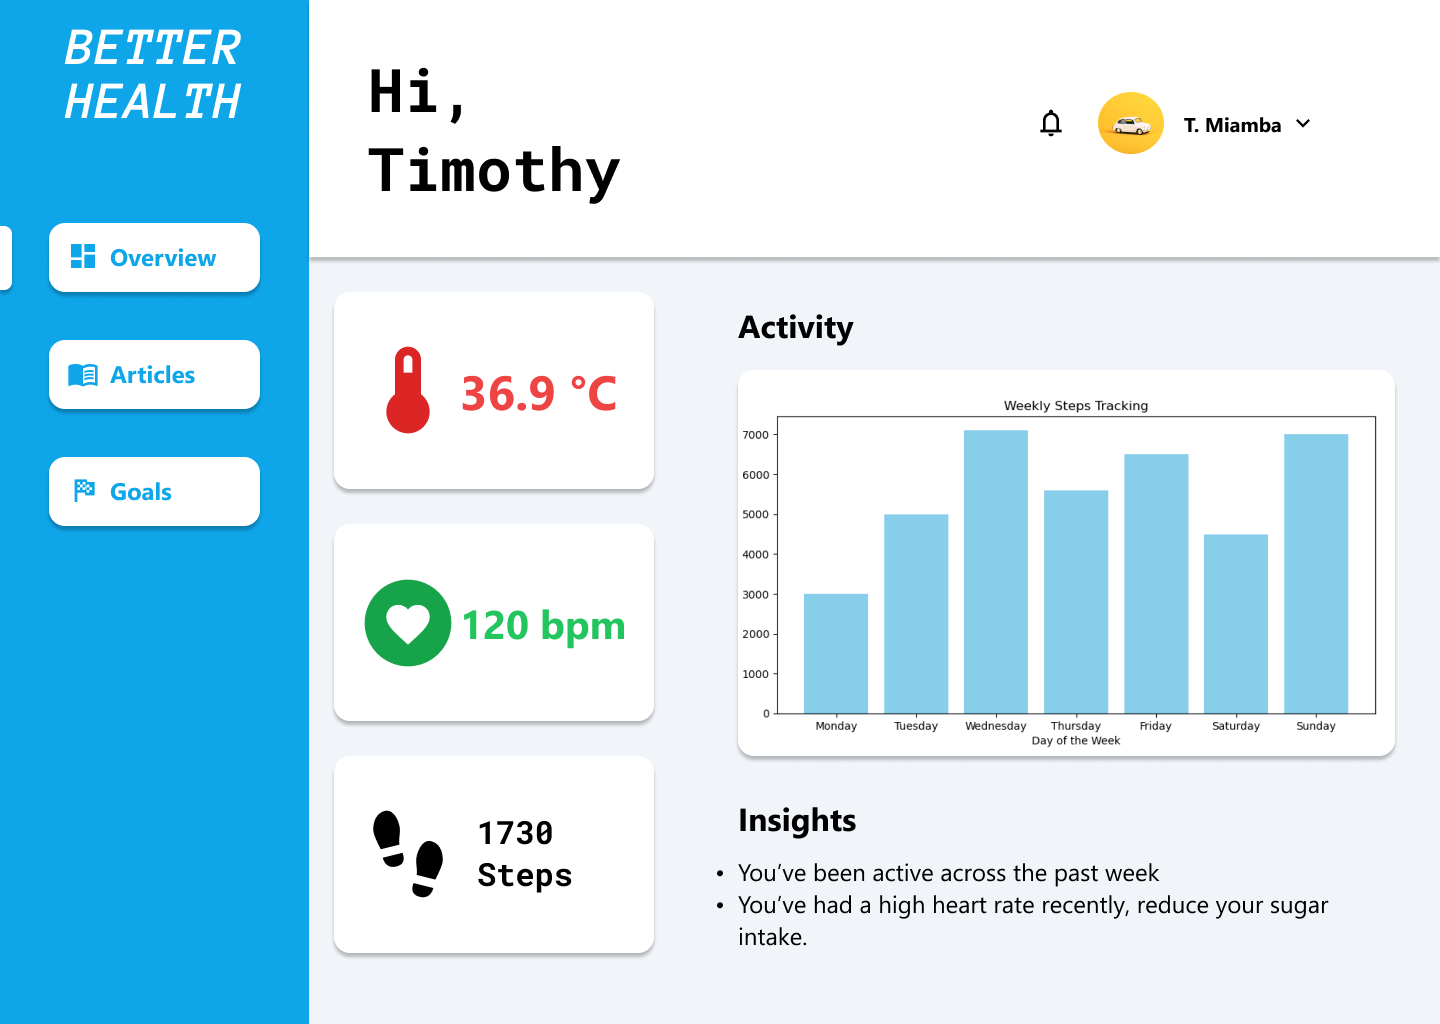 BETTER
HEALTH
Hi,
Timothy
T. Miamba
Overview
Articles
Goals
36.9 °C
120 bpm
1730
Steps
Activity
Weekly Steps Tracking
7000
6000
5000
4000
3000
2000
1000
0
Monday Tuesday Wednesday Thursday Friday Saturday Sunday
Day of the Week
Insights
• You’ve been active across the past week
• You’ve had a high heart rate recently, reduce your sugar
intake.